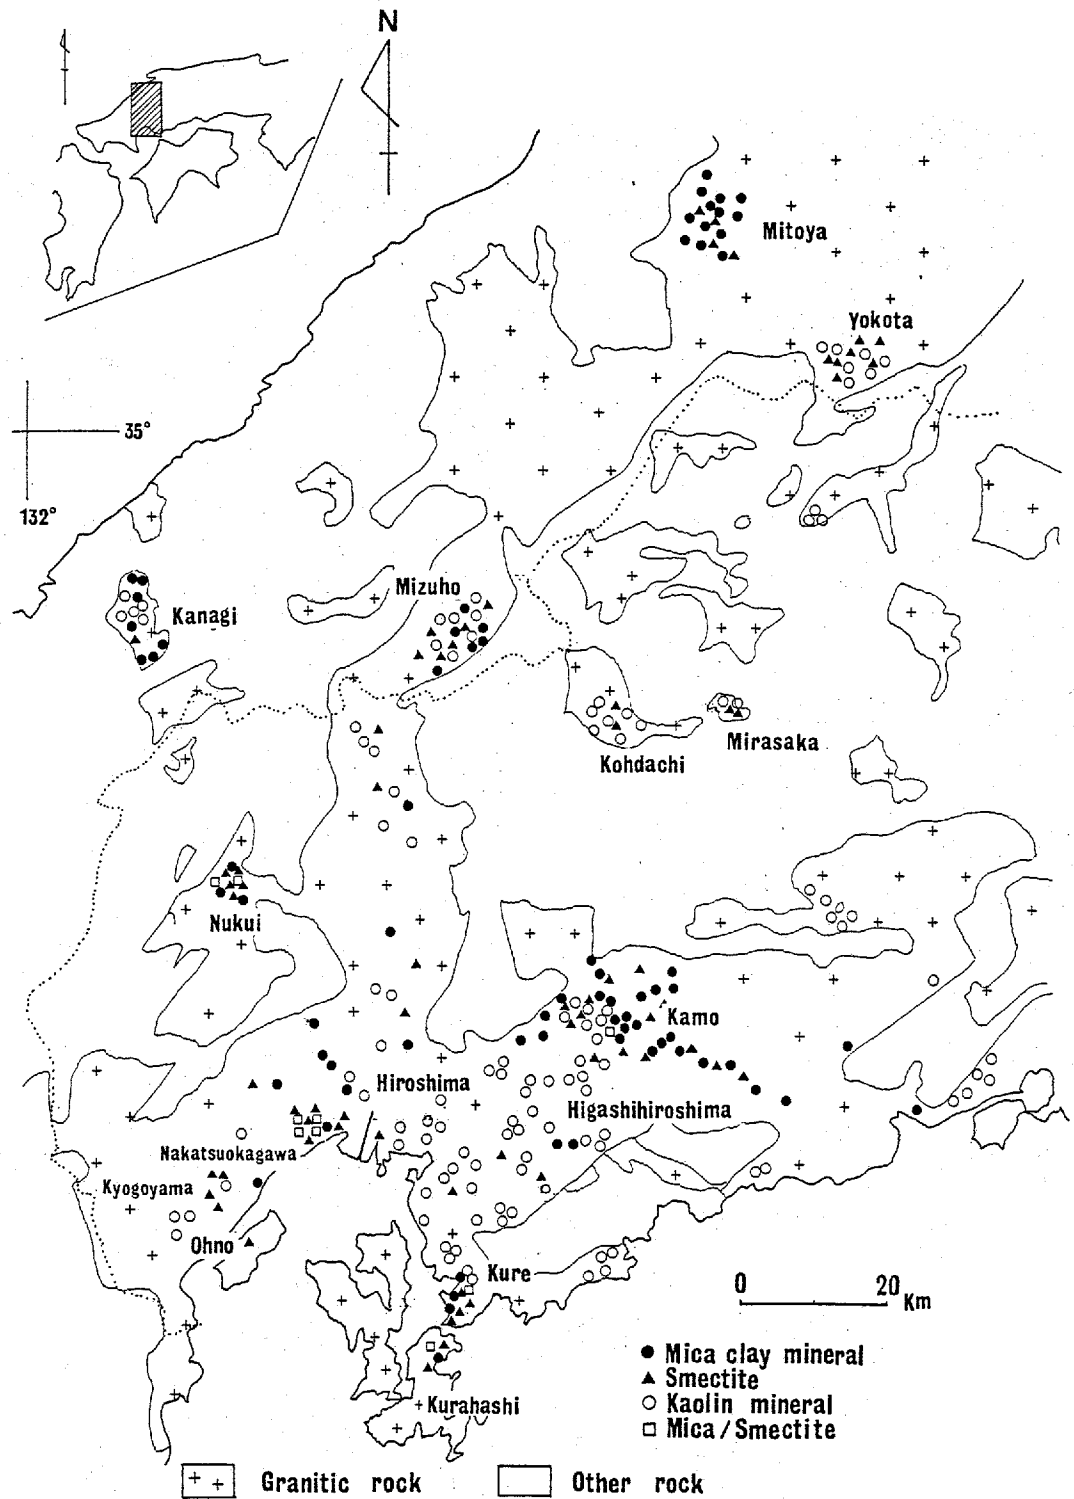 N
Mitoya
Yokota
35°
132°
Mizuho
Kanagi
Mirasaka
Kohdachi
Nukui
Kamo
Hiroshima
Higashihiroshima
Nakatsuokagawa
Kyogoyama
Ohno
Kure
0 20 Km
Mica clay mineral
Smectite
Kaolin mineral
Mica/Smectite
Kurahashi
Granitic rock Other rock